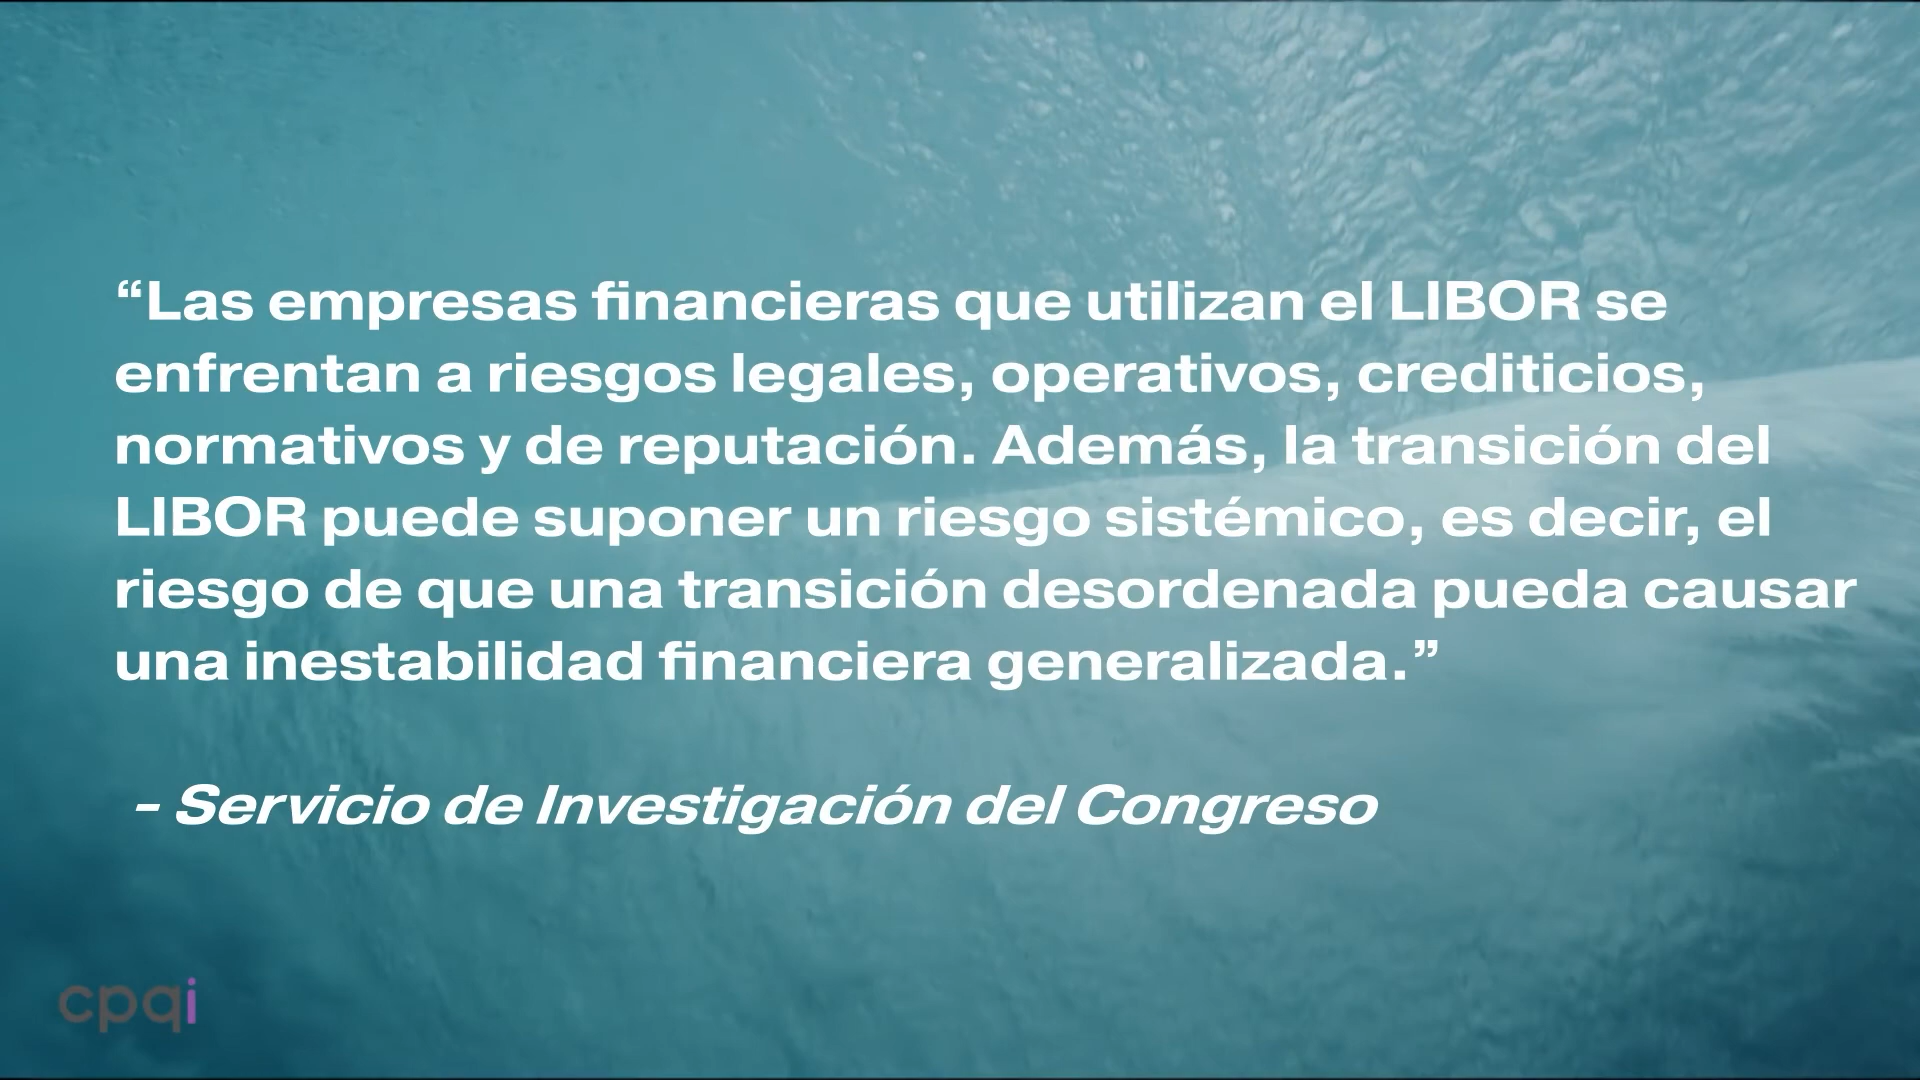 “Las empresas financieras que utilizan el LIBOR se
enfrentan a riesgos legales, operativos, crediticios,
normativos y de reputación. Además, la transición del
LIBOR puede suponer un riesgo sistémico, es decir, el
riesgo de que una transición desordenada pueda causar
una inestabilidad financiera generalizada.”
- Servicio de Investigación del Congreso
cpqi